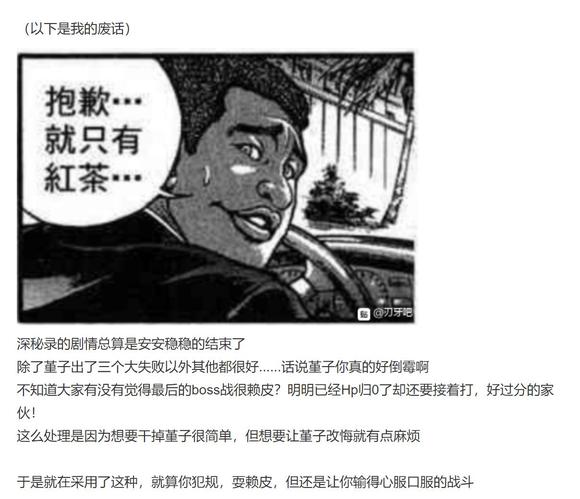 （以下是我的废话）
抱歉…
就只有
紅茶…
贴 @刃牙吧
深秘录的剧情总算是安安稳稳的结束了
除了堇子出了三个大失败以外其他都很好......话说堇子你真的好倒霉啊
不知道大家有没有觉得最后的boss战很赖皮？明明已经Hp归0了却还要接着打，好过分的家
伙！
这么处理是因为想要干掉堇子很简单，但想要让堇子改悔就有点麻烦
于是就在采用了这种，就算你犯规，耍赖皮，但还是让你输得心服口服的战斗